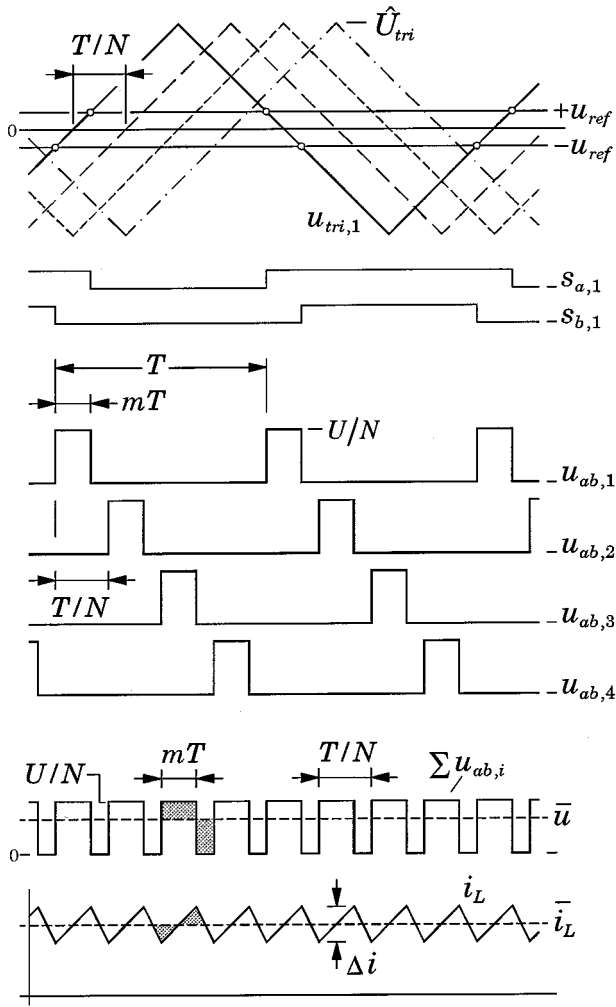 T/N
– Û_tri
+u_ref
0
–u_ref
u_tri,1
s_a,1
s_b,1
T
mT
U/N
u_ab,1
u_ab,2
T/N
u_ab,3
u_ab,4
mT T/N
U/N ∑ u_ab,i
ū
0
i_L
ī_L
Δi